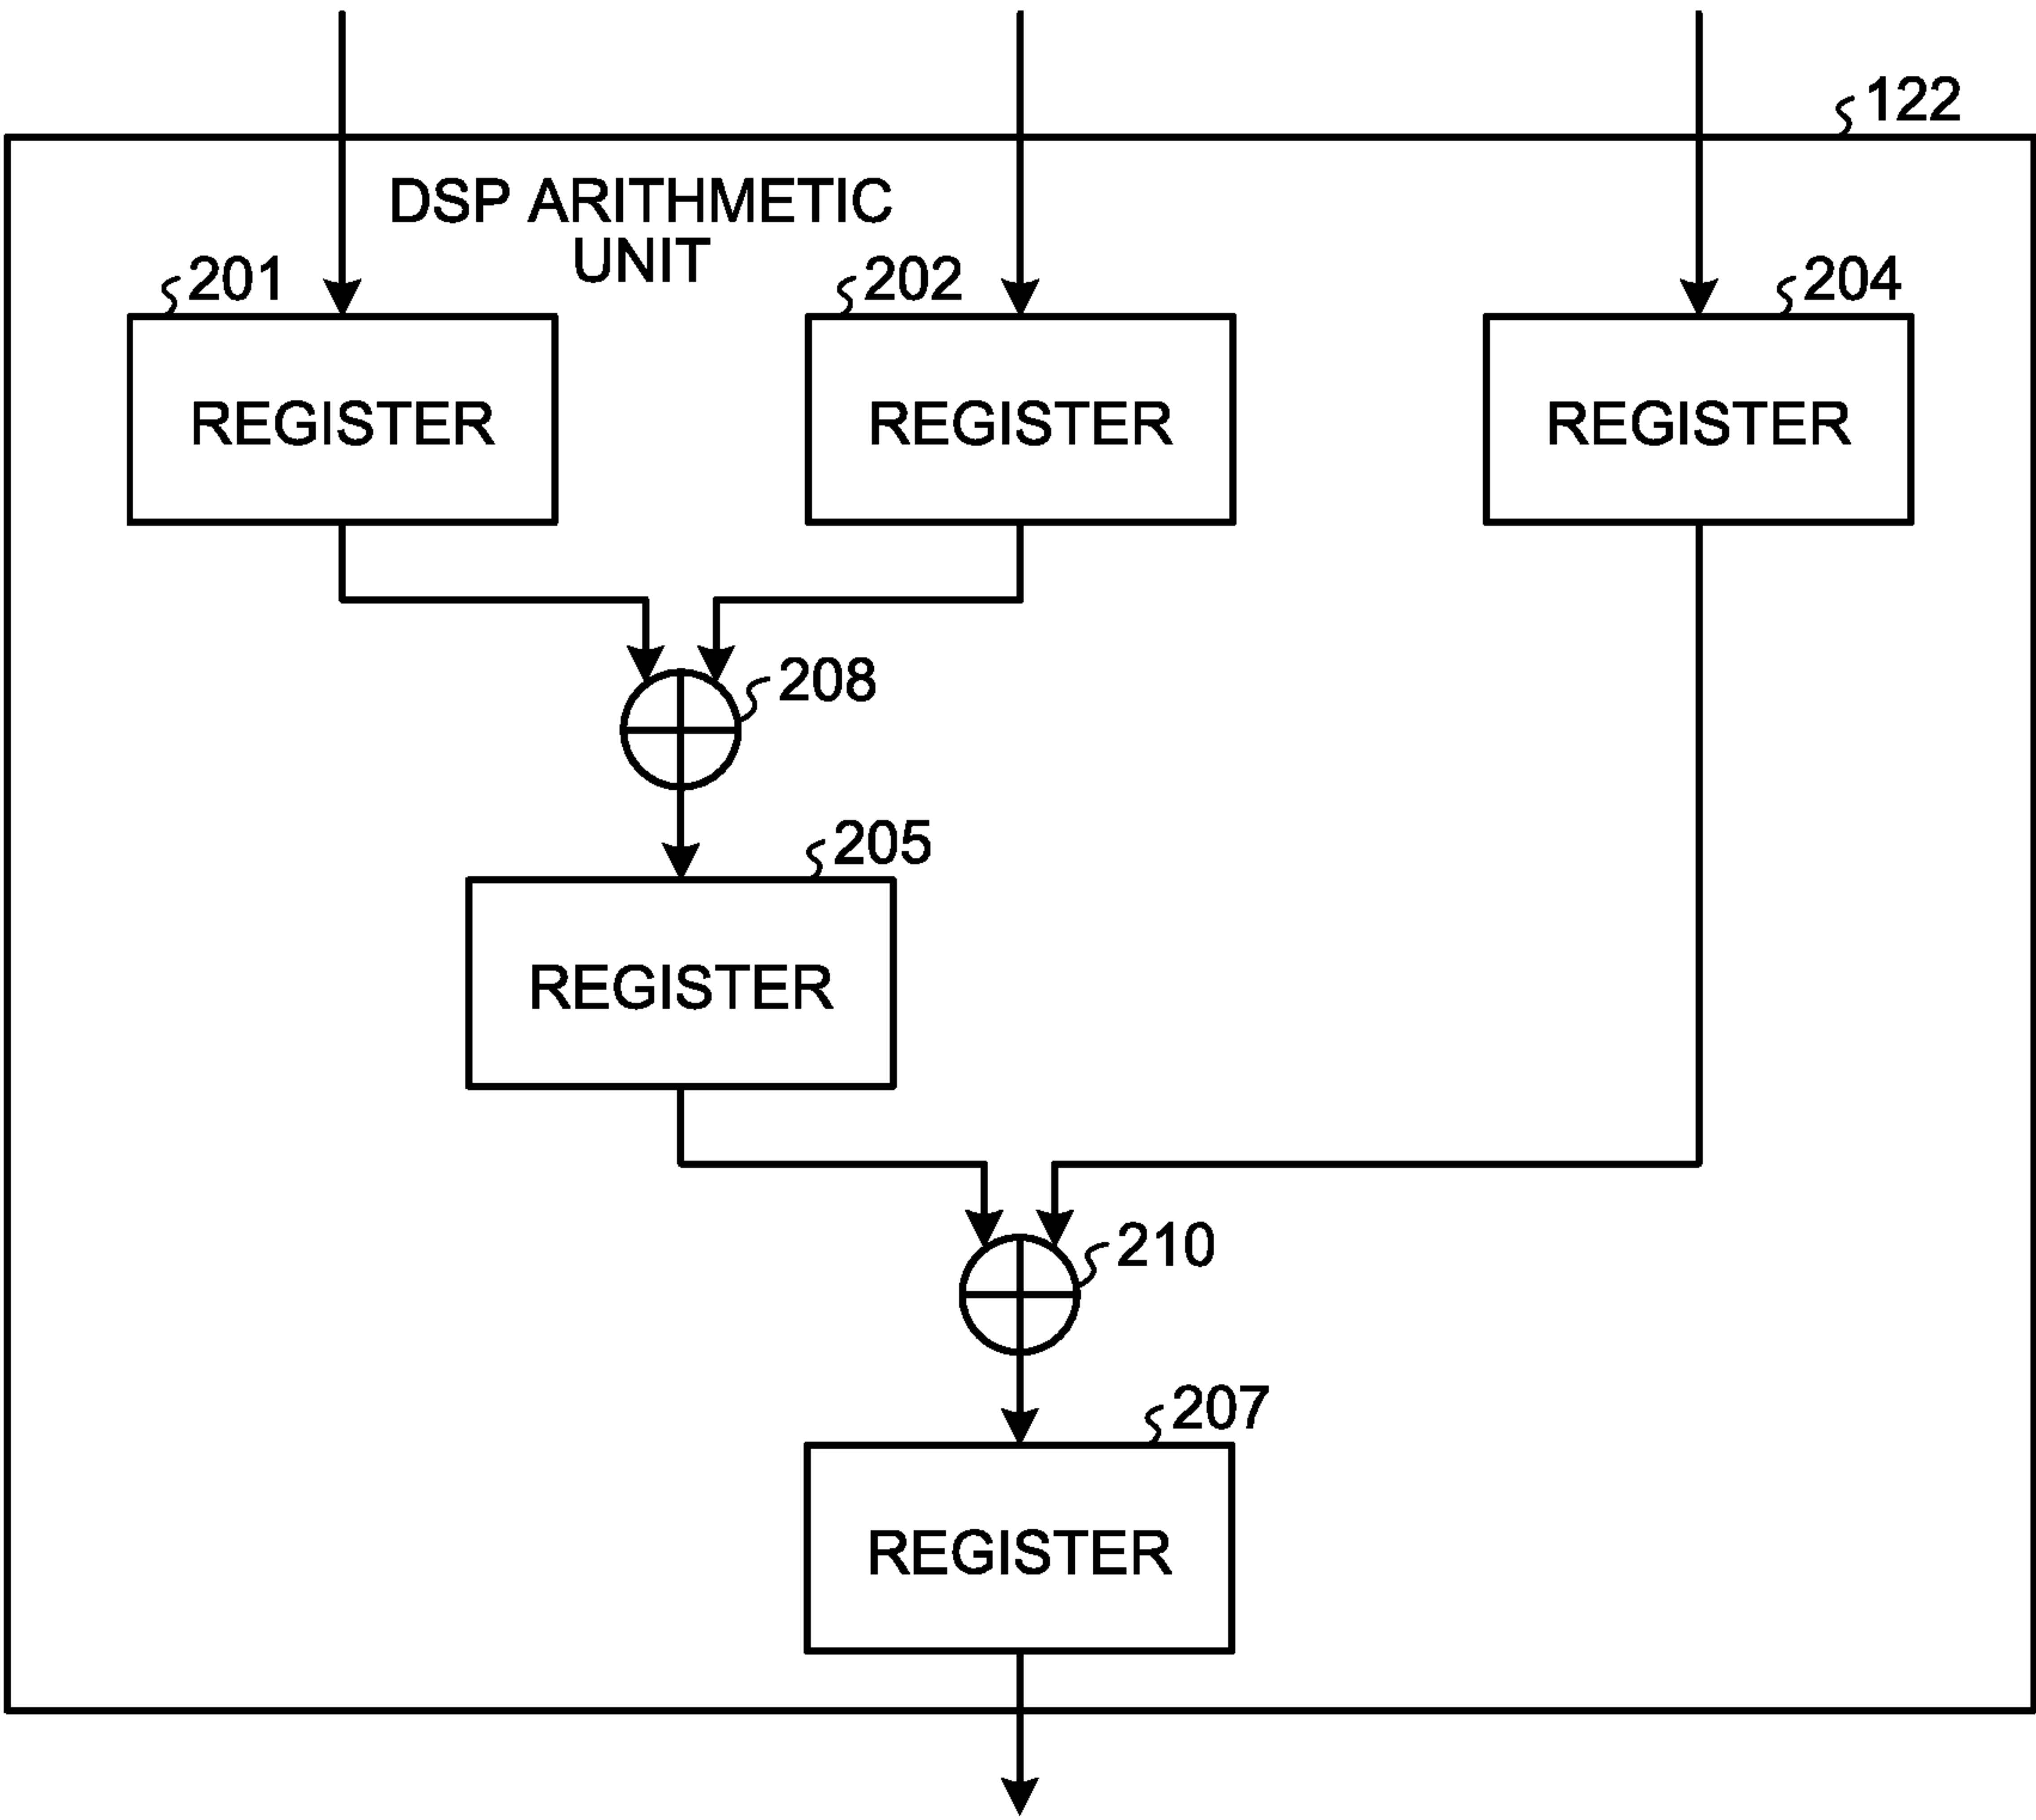 122
DSP ARITHMETIC
UNIT
201
202
204
REGISTER
REGISTER
REGISTER
208
205
REGISTER
210
207
REGISTER